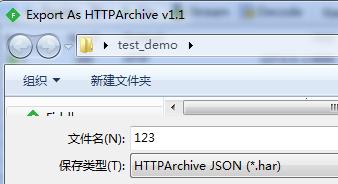 Export As HTTPArchive v1.1
test_demo
组织 新建文件夹
文件名(N): 123
保存类型(T): HTTPArchive JSON (*.har)